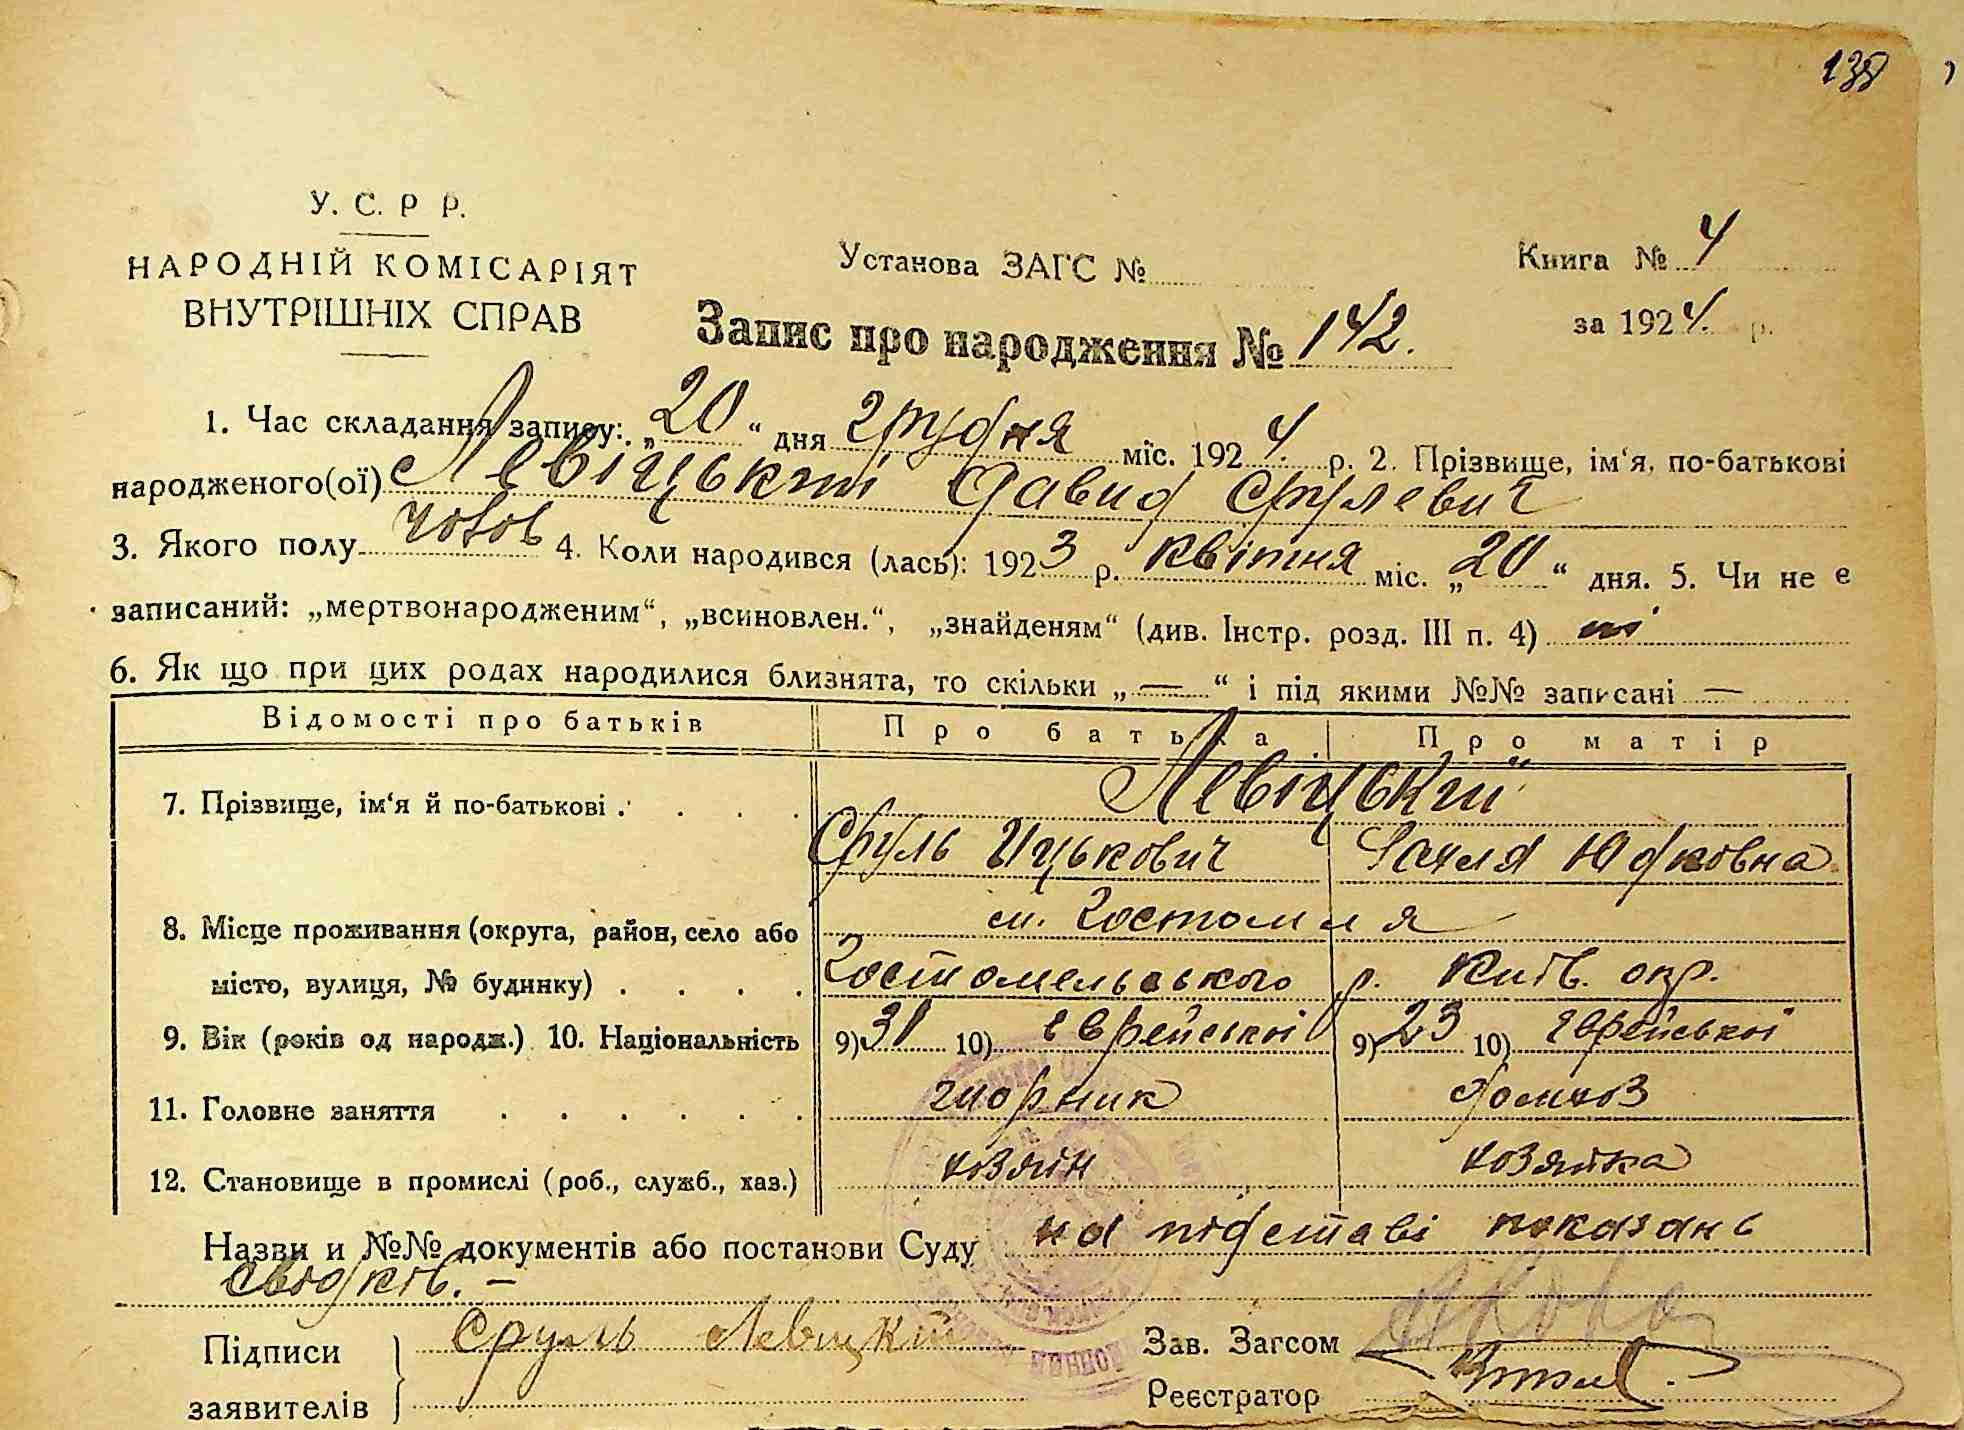 138
У. С. Р Р.
НАРОДНІЙ КОМІСАРІЯТ
ВНУТРІШНІХ СПРАВ
Установа ЗАГС №
Книга № 4
за 1924 р.
Запис про народження № 142.
1. Час складання запису: „20“ дня грудня міс. 1924 р. 2. Прізвище, ім‘я, по-батькові
народженого(ої) Левіцький Давид Срулевич
3. Якого полу чолов 4. Коли народився (лась): 1923 р. квітня міс. „20“ дня. 5. Чи не є
записаний: „мертвонародженим“, „всиновлен.“, „знайденям“ (див. Інстр. розд. III п. 4) ні
6. Як що при цих родах народилися близнята, то скільки „—“ і під якими №№ записані —
Відомості про батьків Про батька Про матір
7. Прізвище, ім‘я й по-батькові Левіцький
Сруль Ицькович Рахля Юдковна
8. Місце проживання (округа, район, село або м. Гостомля
місто, вулиця, № будинку) Гостомельського р. Київ. окр.
9. Вік (років од народж.) 10. Національність 9) 31 10) єврейської 9) 23 10) єврейської
11. Головне заняття домхоз
12. Становище в промислі (роб., служб., хаз.) хозяин хозяйка
Назви и №№ документів або постанови Суду на підставі показань
свідків. —
Підписи Сруль Левицкий Зав. Загсом
заявителів Реєстратор